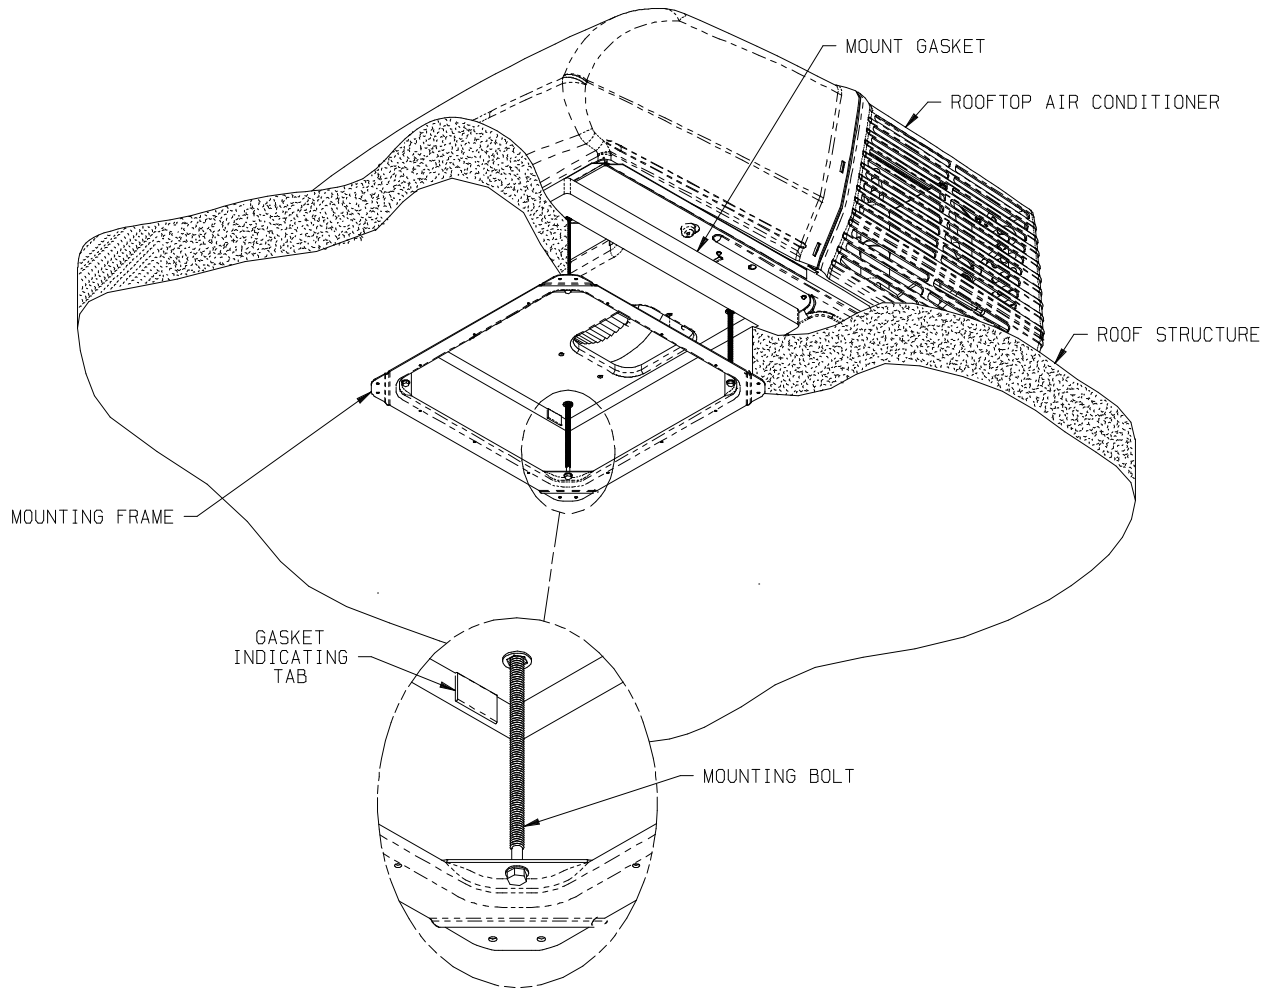 MOUNT GASKET
ROOFTOP AIR CONDITIONER
ROOF STRUCTURE
MOUNTING FRAME
GASKET
INDICATING
TAB
MOUNTING BOLT